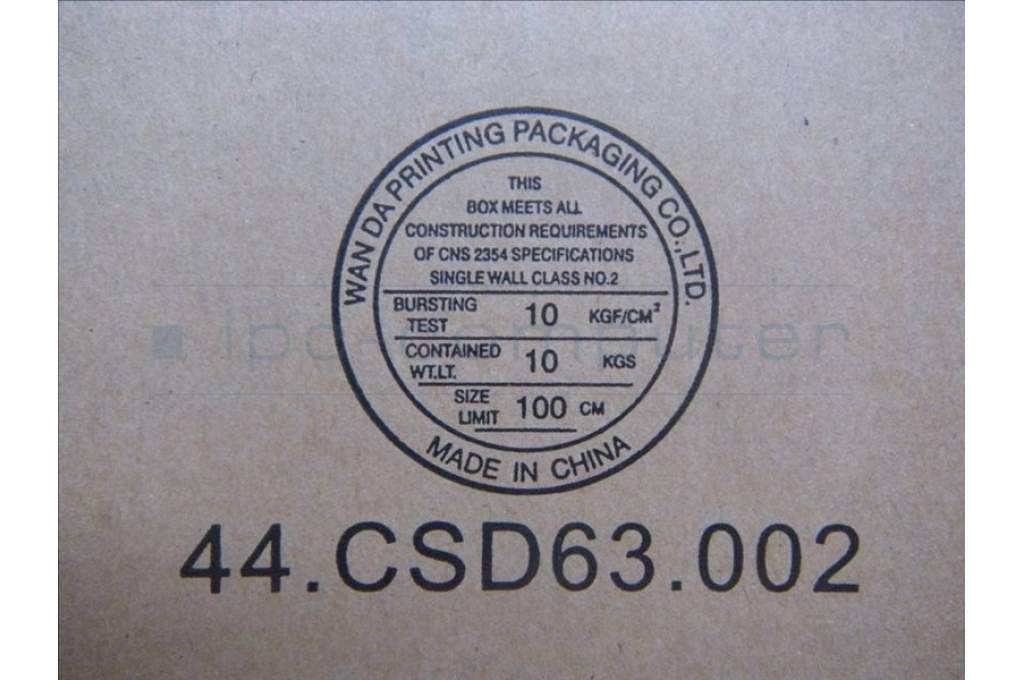 WAN DA PRINTING PACKAGING CO.,LTD.
THIS
BOX MEETS ALL
CONSTRUCTION REQUIREMENTS
OF CNS 2354 SPECIFICATIONS
SINGLE WALL CLASS NO.2
BURSTING TEST 10 KGF/CM²
CONTAINED WT.LT. 10 KGS
SIZE LIMIT 100 CM
MADE IN CHINA
44.CSD63.002
ipc-computer